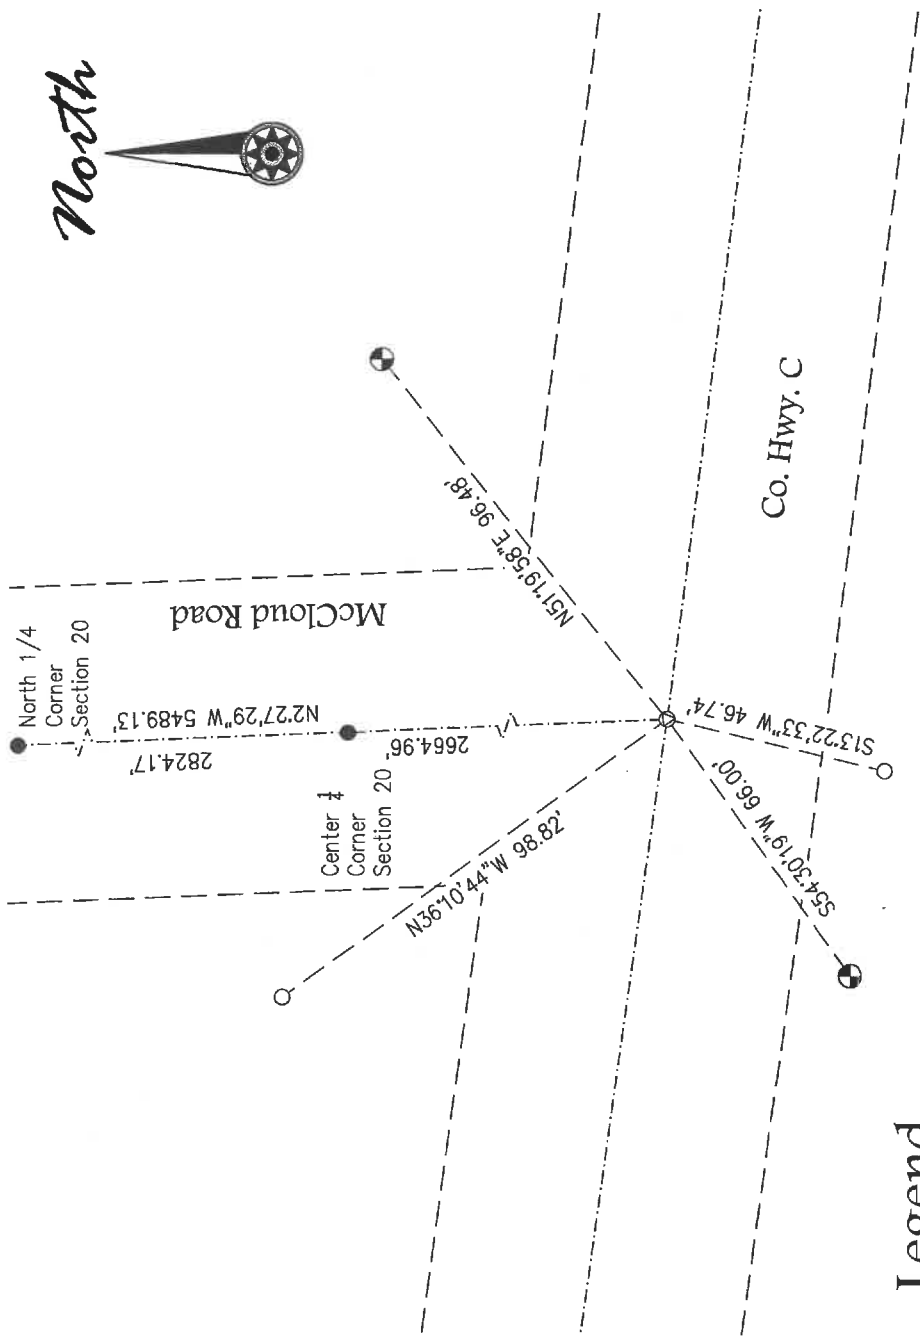 North
North 1/4
Corner
Section 20
N2°27'29"W 5489.13'
2824.17'
McCloud Road
Center 1/4
Corner
Section 20
2664.96'
N51°19'58"E 96.48'
N36°10'44"W 98.82'
Co. Hwy. C
S13°22'33"W 46.74'
S54°30'19"W 66.00'
Legend